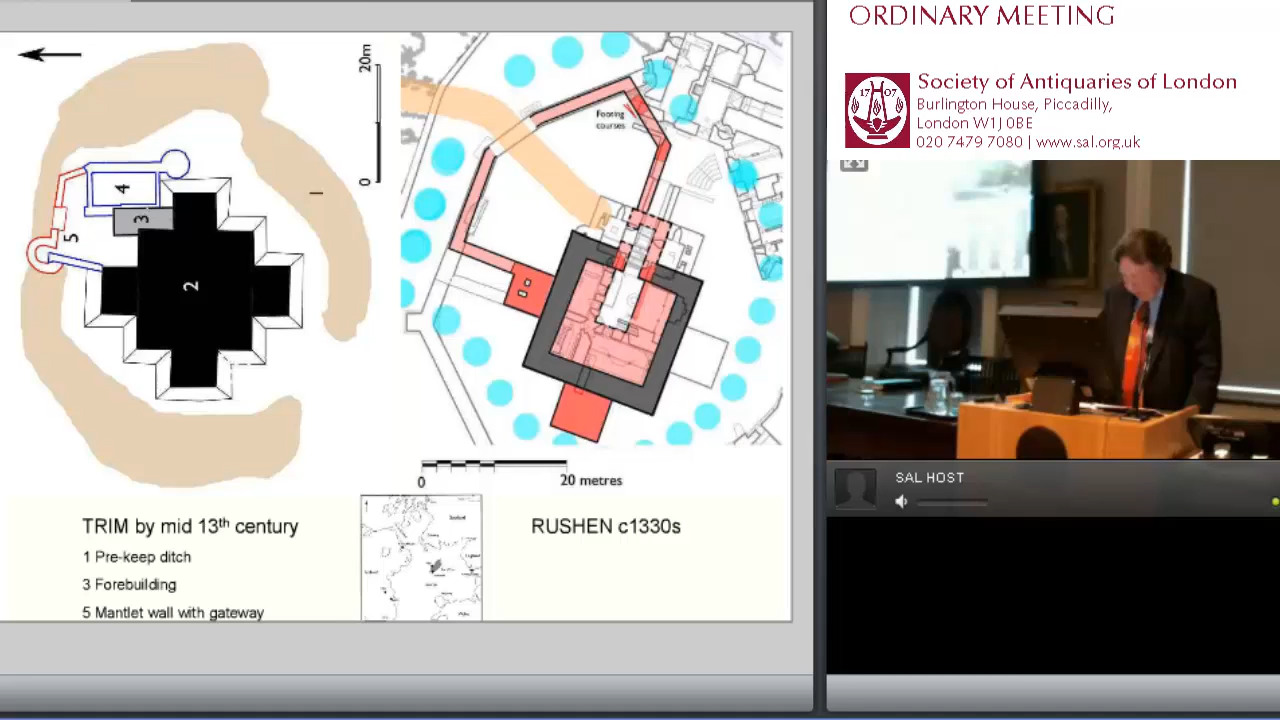 ORDINARY MEETING
Society of Antiquaries of London
Burlington House, Piccadilly,
London W1J 0BE
020 7479 7080 | www.sal.org.uk
17 07
SAL HOST
20m
0
1
2
3
4
5
Footing
courses
0 20 metres
TRIM by mid 13th century
1 Pre-keep ditch
3 Forebuilding
5 Mantlet wall with gateway
RUSHEN c1330s